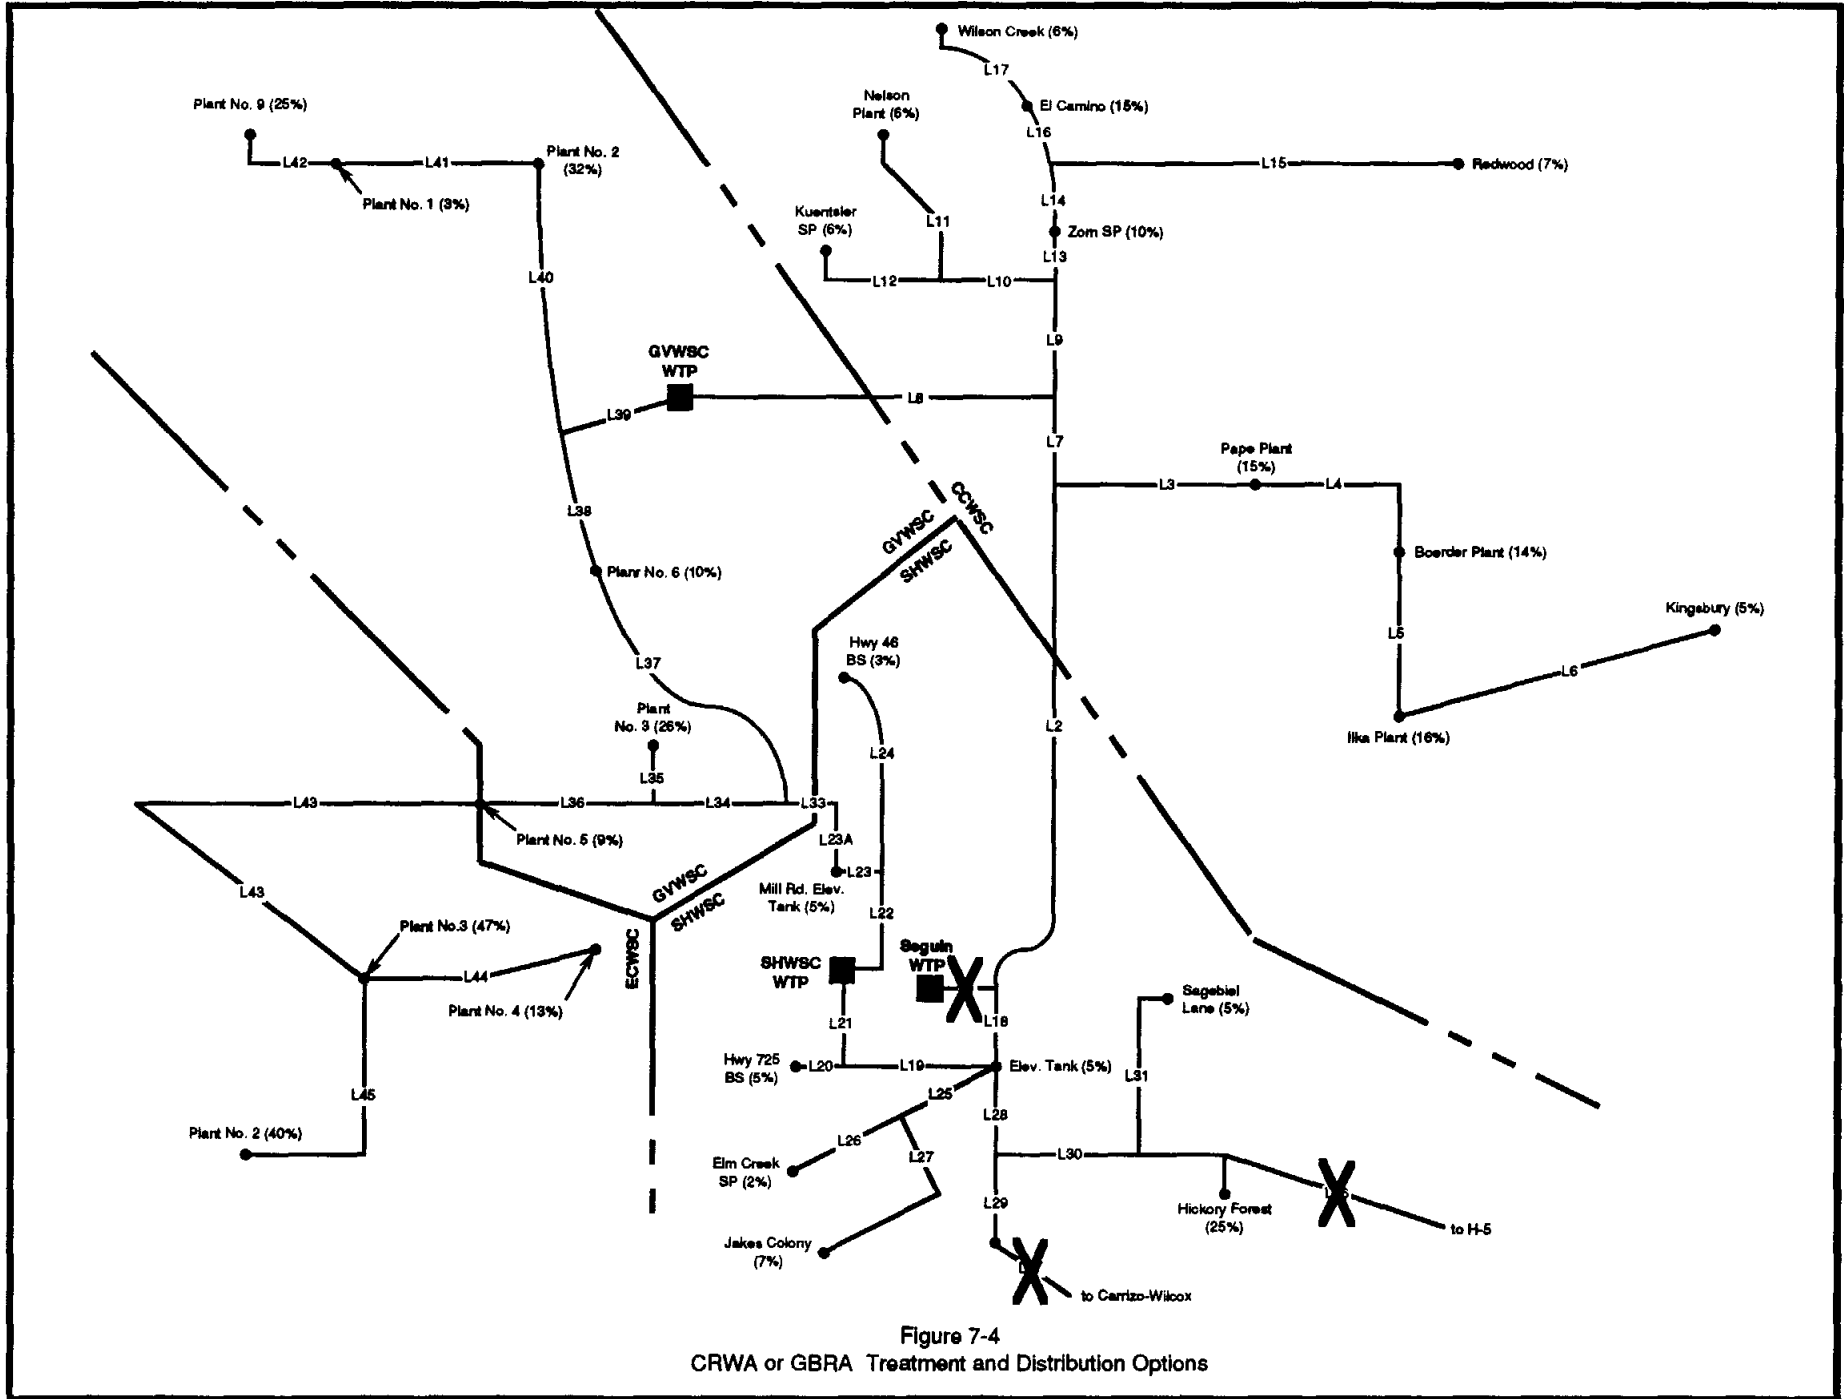 Wilson Creek (6%)
L17
Plant No. 9 (25%)
Nelson
Plant (6%)
El Camino (15%)
L16
L42
L41
Plant No. 2
(32%)
L15
Redwood (7%)
Plant No. 1 (3%)
L14
Kuentsler
SP (6%)
L11
Zorn SP (10%)
L13
L40
L12
L10
L9
GVWSC
WTP
L39
L8
L7
Pape Plant
(15%)
L3
L4
CCWSC
GVWSC
SHWSC
L38
Boerder Plant (14%)
Planr No. 6 (10%)
Kingsbury (5%)
L5
Hwy 46
BS (3%)
L37
L6
Plant
No. 3 (26%)
L2
Ilka Plant (16%)
L24
L35
L43
L36
L34
L33
Plant No. 5 (9%)
L23A
L23
GVWSC
SHWSC
Mill Rd. Elev.
Tank (5%)
L43
L22
Plant No.3 (47%)
ECWSC
Seguin
WTP
SHWSC
WTP
L44
Sagebiel
Lane (5%)
Plant No. 4 (13%)
L21
L18
Hwy 725
BS (5%)
L20
L19
Elev. Tank (5%)
L31
L45
L25
L28
Plant No. 2 (40%)
L26
L27
L30
Elm Creek
SP (2%)
L29
Hickory Forest
(25%)
to H-5
Jakes Colony
(7%)
to Carrizo-Wilcox
Figure 7-4
CRWA or GBRA Treatment and Distribution Options